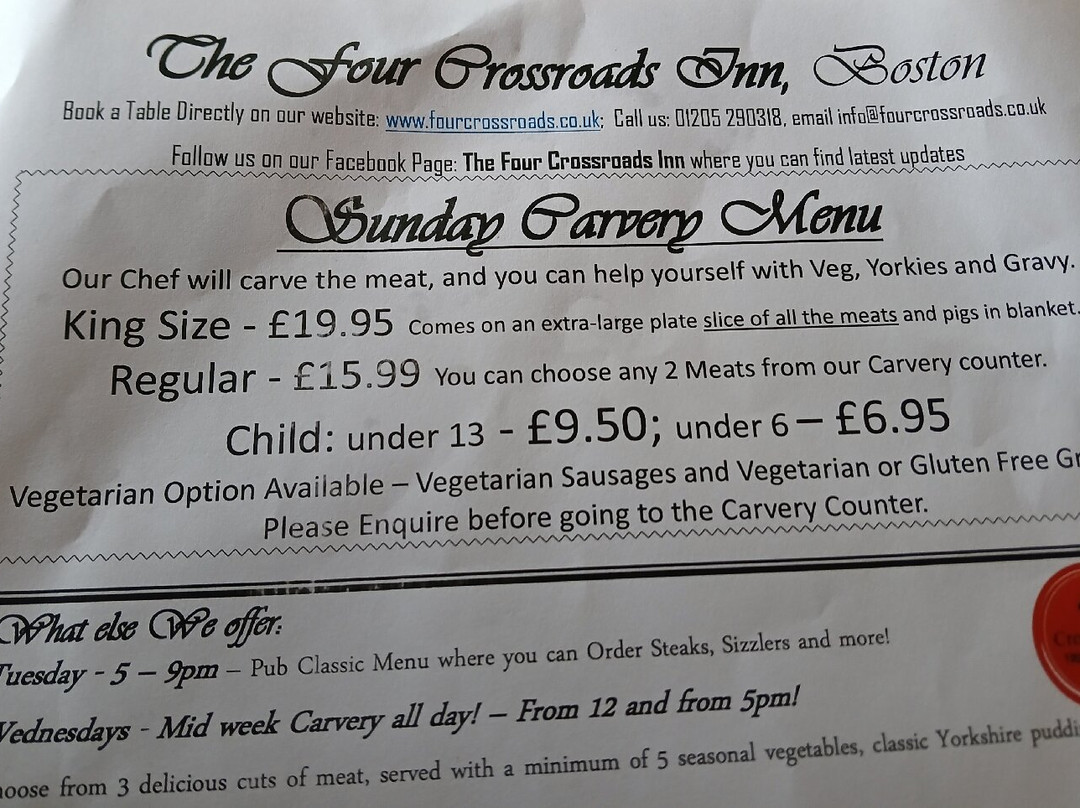 The Four Crossroads Inn, Boston
Book a Table Directly on our website: www.fourcrossroads.co.uk; Call us: 01205 290318, email info@fourcrossroads.co.uk
Follow us on our Facebook Page: The Four Crossroads Inn where you can find latest updates
Sunday Carvery Menu
Our Chef will carve the meat, and you can help yourself with Veg, Yorkies and Gravy.
King Size - £19.95 Comes on an extra-large plate slice of all the meats and pigs in blanket.
Regular - £15.99 You can choose any 2 Meats from our Carvery counter.
Child: under 13 - £9.50; under 6 – £6.95
Vegetarian Option Available – Vegetarian Sausages and Vegetarian or Gluten Free Gr
Please Enquire before going to the Carvery Counter.
What else We offer:
Tuesday - 5 – 9pm – Pub Classic Menu where you can Order Steaks, Sizzlers and more!
Wednesdays - Mid week Carvery all day! – From 12 and from 5pm!
hoose from 3 delicious cuts of meat, served with a minimum of 5 seasonal vegetables, classic Yorkshire puddi